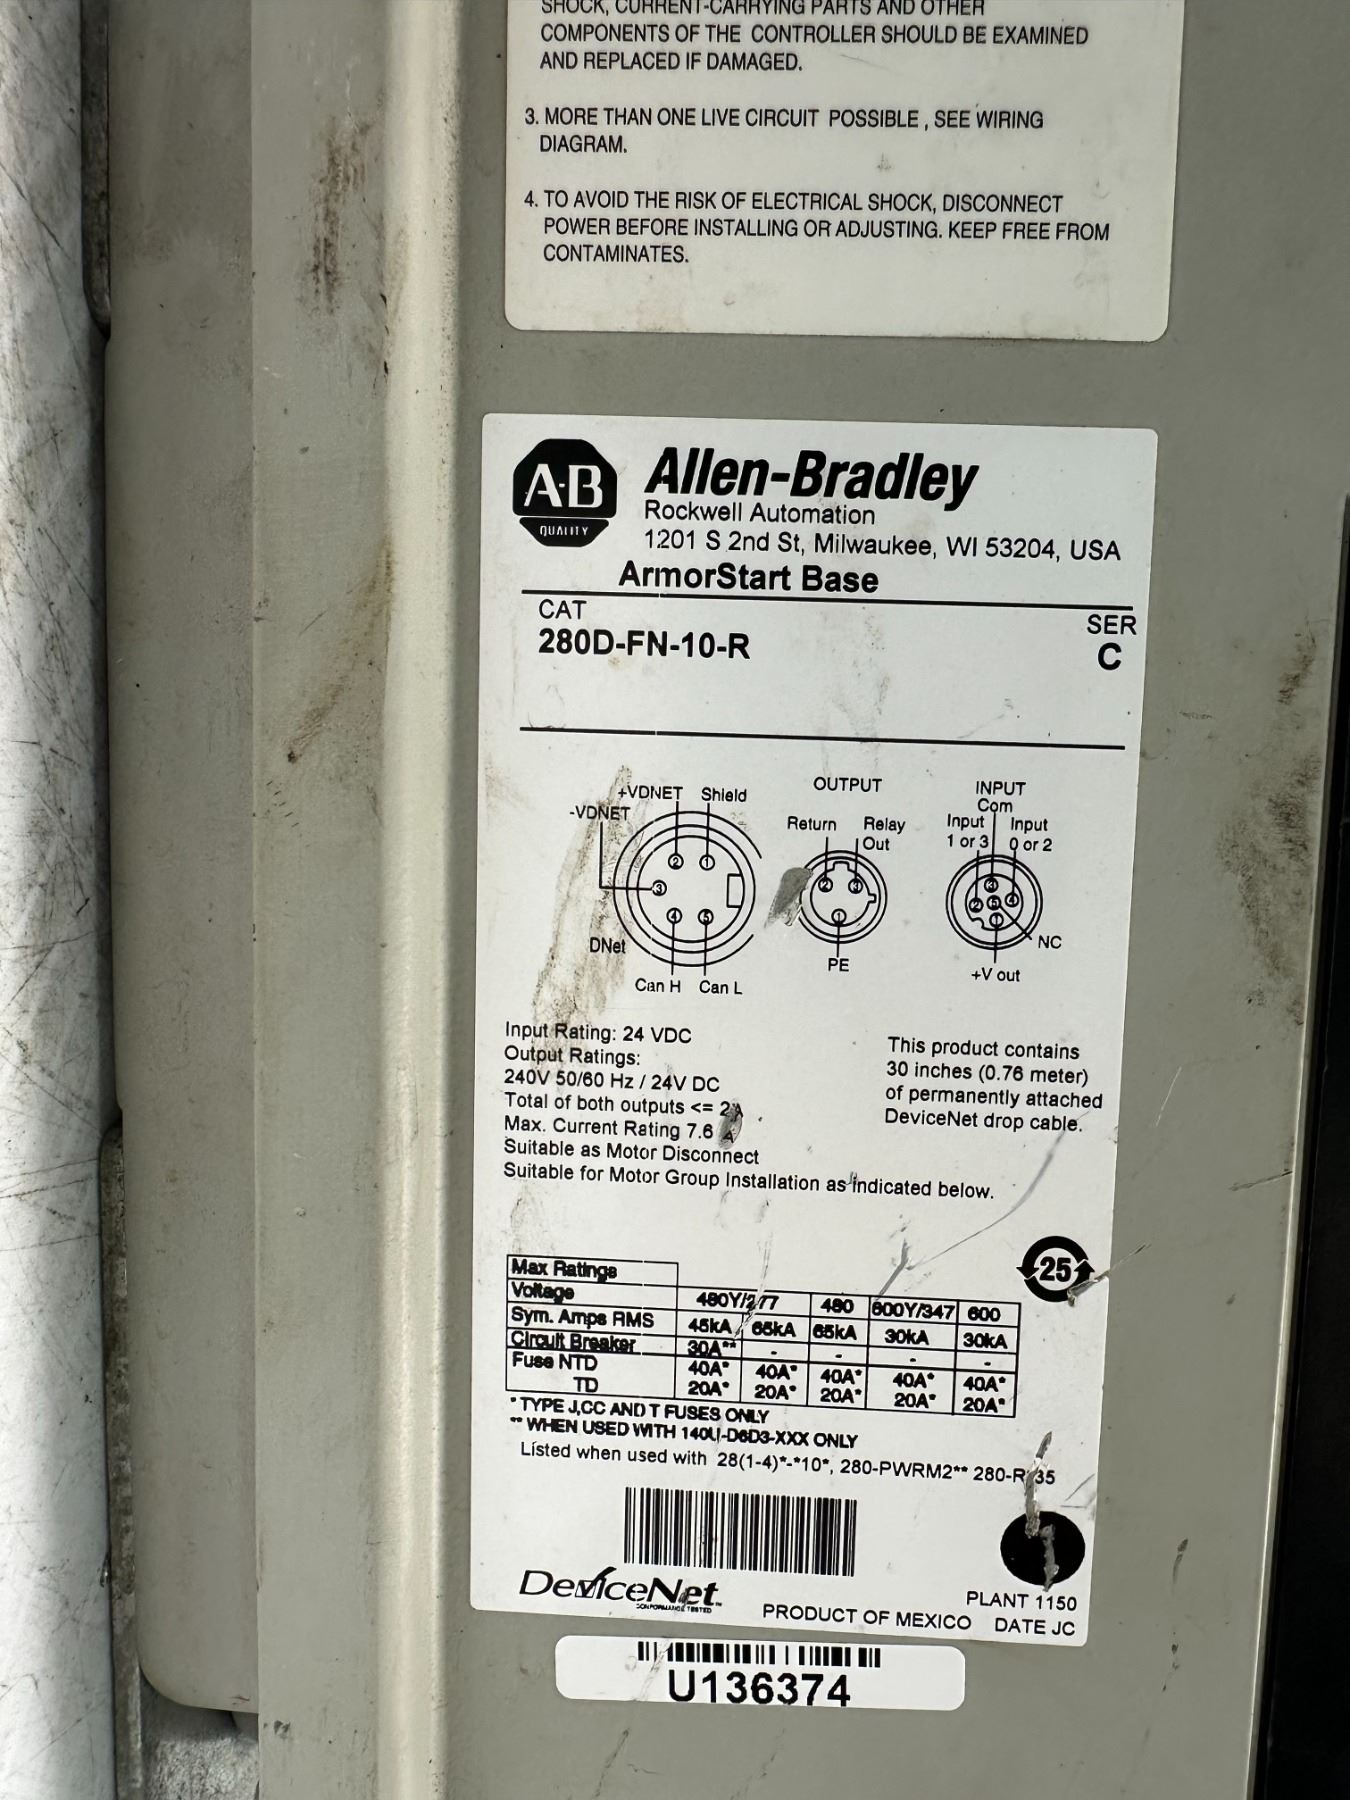 SHOCK, CURRENT-CARRYING PARTS AND OTHER
COMPONENTS OF THE CONTROLLER SHOULD BE EXAMINED
AND REPLACED IF DAMAGED.
3. MORE THAN ONE LIVE CIRCUIT POSSIBLE , SEE WIRING
DIAGRAM.
4. TO AVOID THE RISK OF ELECTRICAL SHOCK, DISCONNECT
POWER BEFORE INSTALLING OR ADJUSTING. KEEP FREE FROM
CONTAMINATES.
A-B
QUALITY
Allen-Bradley
Rockwell Automation
1201 S 2nd St, Milwaukee, WI 53204, USA
ArmorStart Base
CAT SER
280D-FN-10-R C
+VDNET Shield
-VDNET
2 1
3
4 5
DNet
Can H Can L
OUTPUT
Return Relay
Out
2 3
1
PE
INPUT
Com
Input Input
1 or 3 0 or 2
3
2 5 4
1
NC
+V out
Input Rating: 24 VDC
Output Ratings:
240V 50/60 Hz / 24V DC
Total of both outputs <= 2A
Max. Current Rating 7.6 A
Suitable as Motor Disconnect
Suitable for Motor Group Installation as indicated below.
This product contains
30 inches (0.76 meter)
of permanently attached
DeviceNet drop cable.
25
Max Ratings
Voltage 480Y/277 480 600Y/347 600
Sym. Amps RMS 45kA 65kA 65kA 30kA 30kA
Circuit Breaker 30A** - - - -
Fuse NTD 40A* 40A* 40A* 40A* 40A*
TD 20A* 20A* 20A* 20A* 20A*
* TYPE J,CC AND T FUSES ONLY
** WHEN USED WITH 140U-D6D3-XXX ONLY
Listed when used with 28(1-4)*-*10*, 280-PWRM2** 280-R 35
DeviceNet
CONFORMANCE TESTED
PRODUCT OF MEXICO
PLANT 1150
DATE JC
U136374